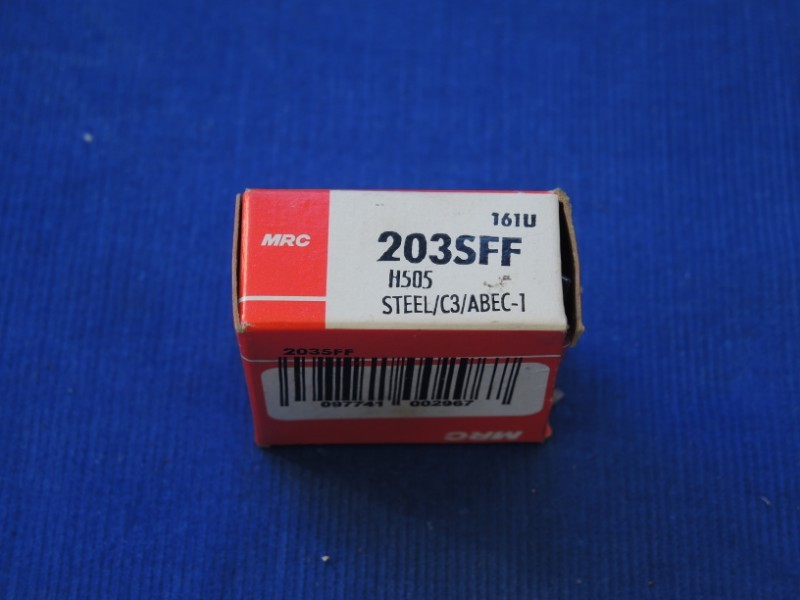 161U
MRC
203SFF
H505
STEEL/C3/ABEC-1
203SFF
097741 002967
MRC